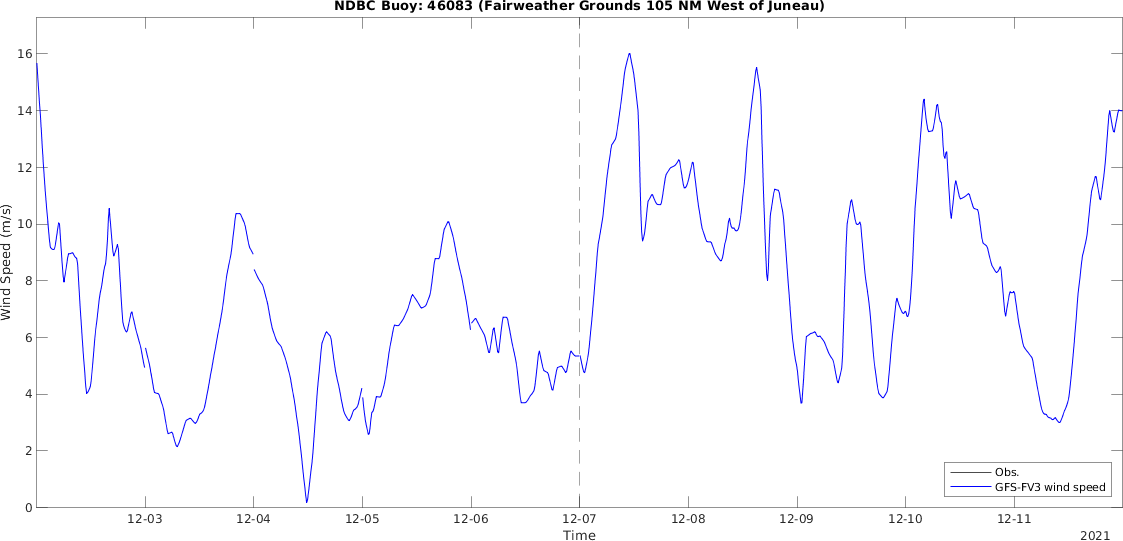 NDBC Buoy: 46083 (Fairweather Grounds 105 NM West of Juneau)
Wind Speed (m/s)
16
14
12
10
8
6
4
2
0
Obs.
GFS-FV3 wind speed
12-03 12-04 12-05 12-06 12-07 12-08 12-09 12-10 12-11
Time
2021